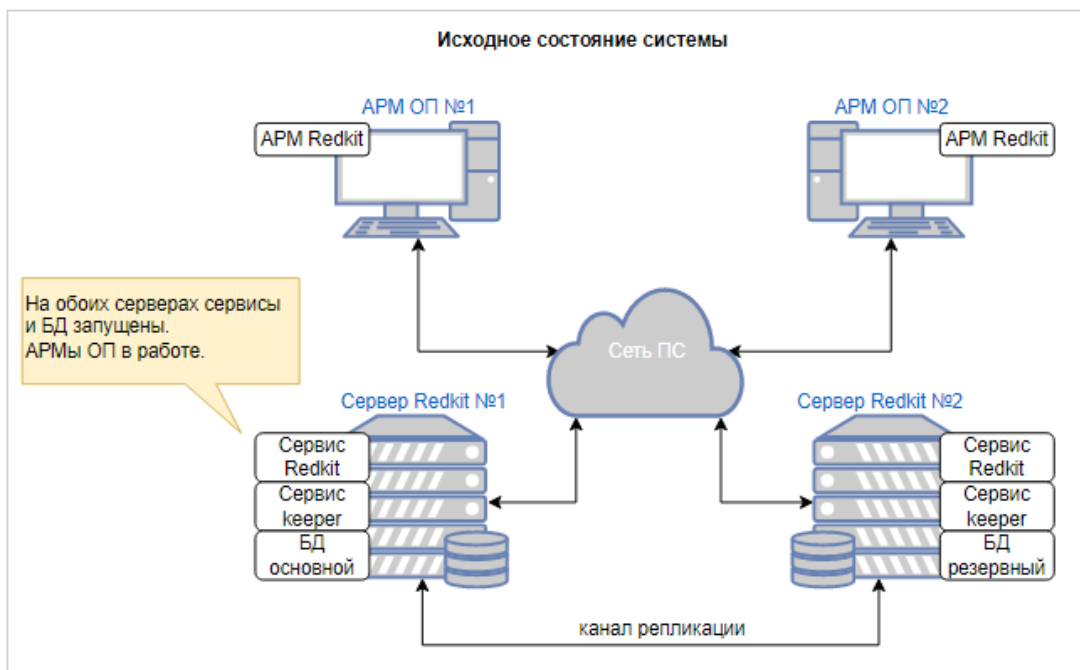 Исходное состояние системы
АРМ ОП №1
АРМ ОП №2
АРМ Redkit
АРМ Redkit
На обоих серверах сервисы
и БД запущены.
АРМы ОП в работе.
Сеть ПС
Сервер Redkit №1
Сервер Redkit №2
Сервис
Redkit
Сервис
keeper
БД
основной
Сервис
Redkit
Сервис
keeper
БД
резервный
канал репликации